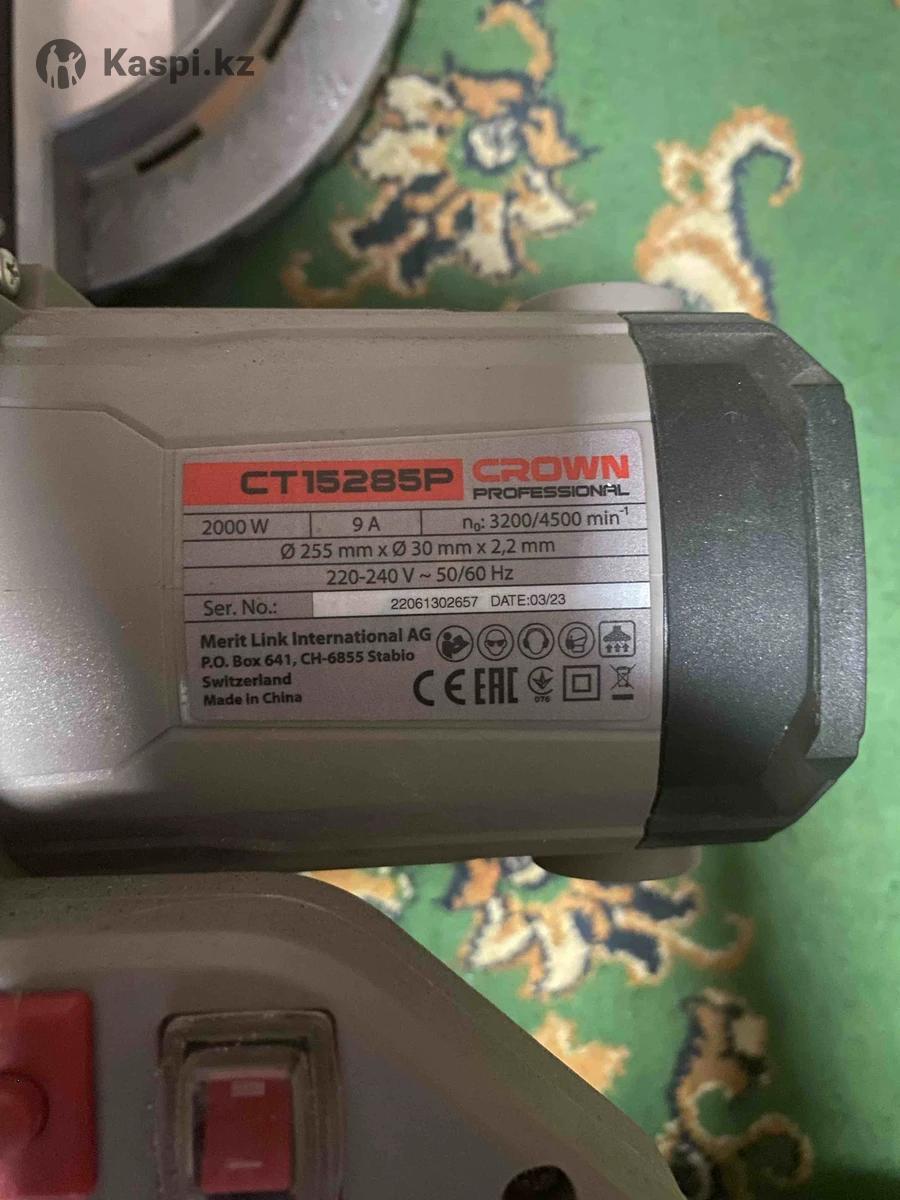 Kaspi.kz
CT15285P CROWN
PROFESSIONAL
2000 W 9 A n₀: 3200/4500 min⁻¹
Ø 255 mm x Ø 30 mm x 2,2 mm
220-240 V ~ 50/60 Hz
Ser. No.: 22061302657 DATE:03/23
Merit Link International AG
P.O. Box 641, CH-6855 Stabio
Switzerland
Made in China
CE EAC 076